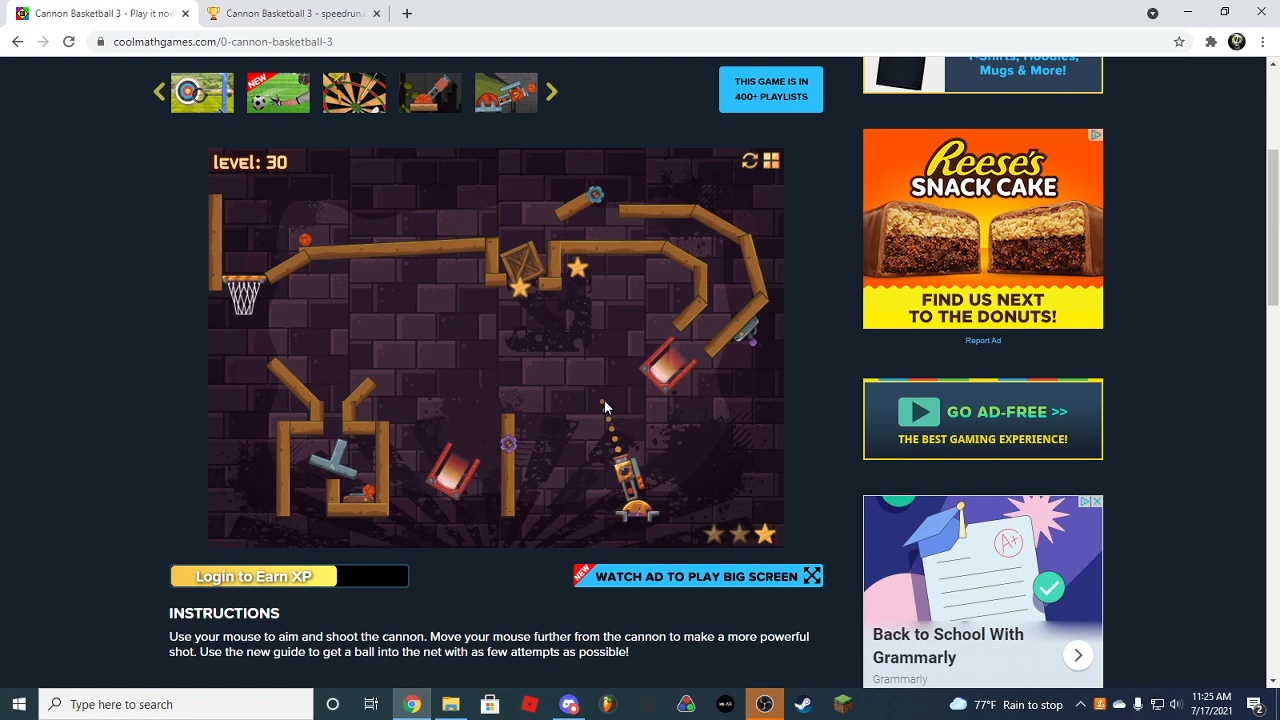 Cannon Basketball 3 - Play it now
Cannon Basketball 3 - speedrun.c
coolmathgames.com/0-cannon-basketball-3
NEW
THIS GAME IS IN
400+ PLAYLISTS
T-Shirts, Hoodies,
Mugs & More!
level: 30
Reese's
SNACK CAKE
FIND US NEXT
TO THE DONUTS!
Report Ad
GO AD-FREE >>
THE BEST GAMING EXPERIENCE!
A+
Back to School With
Grammarly
Grammarly
Login to Earn XP
NEW
WATCH AD TO PLAY BIG SCREEN
INSTRUCTIONS
Use your mouse to aim and shoot the cannon. Move your mouse further from the cannon to make a more powerful
shot. Use the new guide to get a ball into the net with as few attempts as possible!
Type here to search
77°F Rain to stop
11:25 AM
7/17/2021